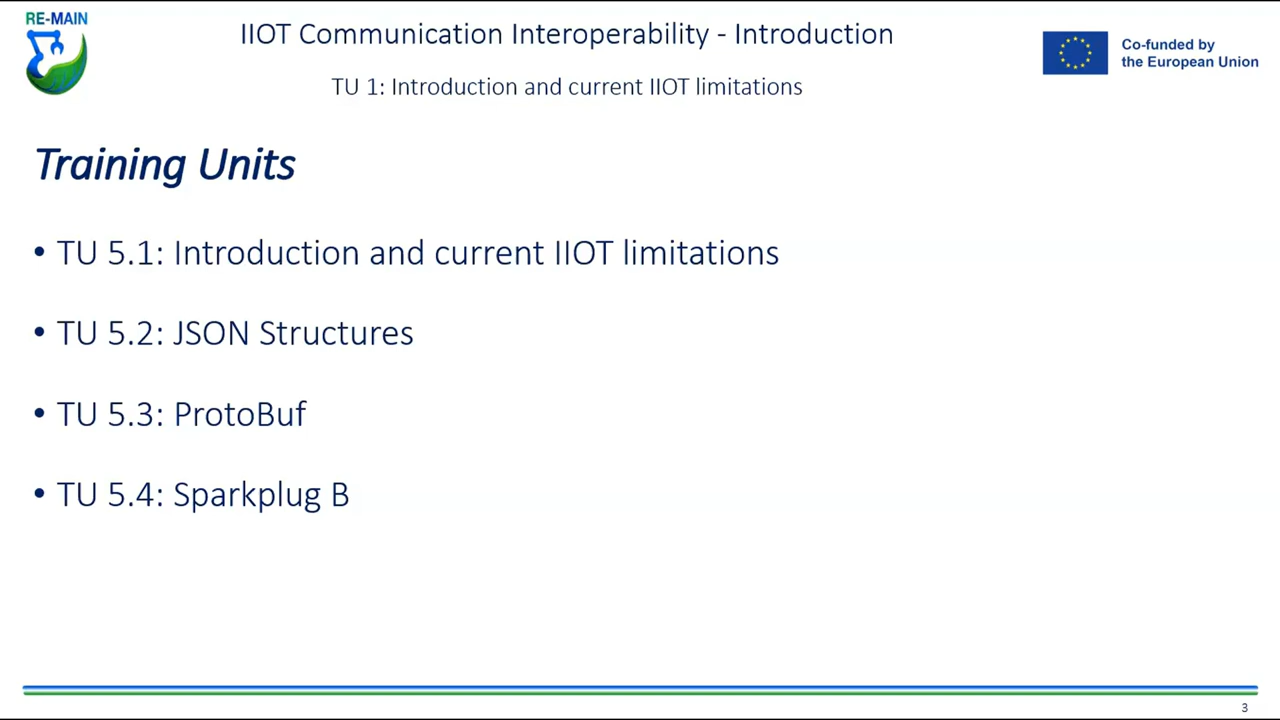 RE-MAIN
IIOT Communication Interoperability - Introduction
TU 1: Introduction and current IIOT limitations
Co-funded by
the European Union
Training Units
• TU 5.1: Introduction and current IIOT limitations
• TU 5.2: JSON Structures
• TU 5.3: ProtoBuf
• TU 5.4: Sparkplug B
3